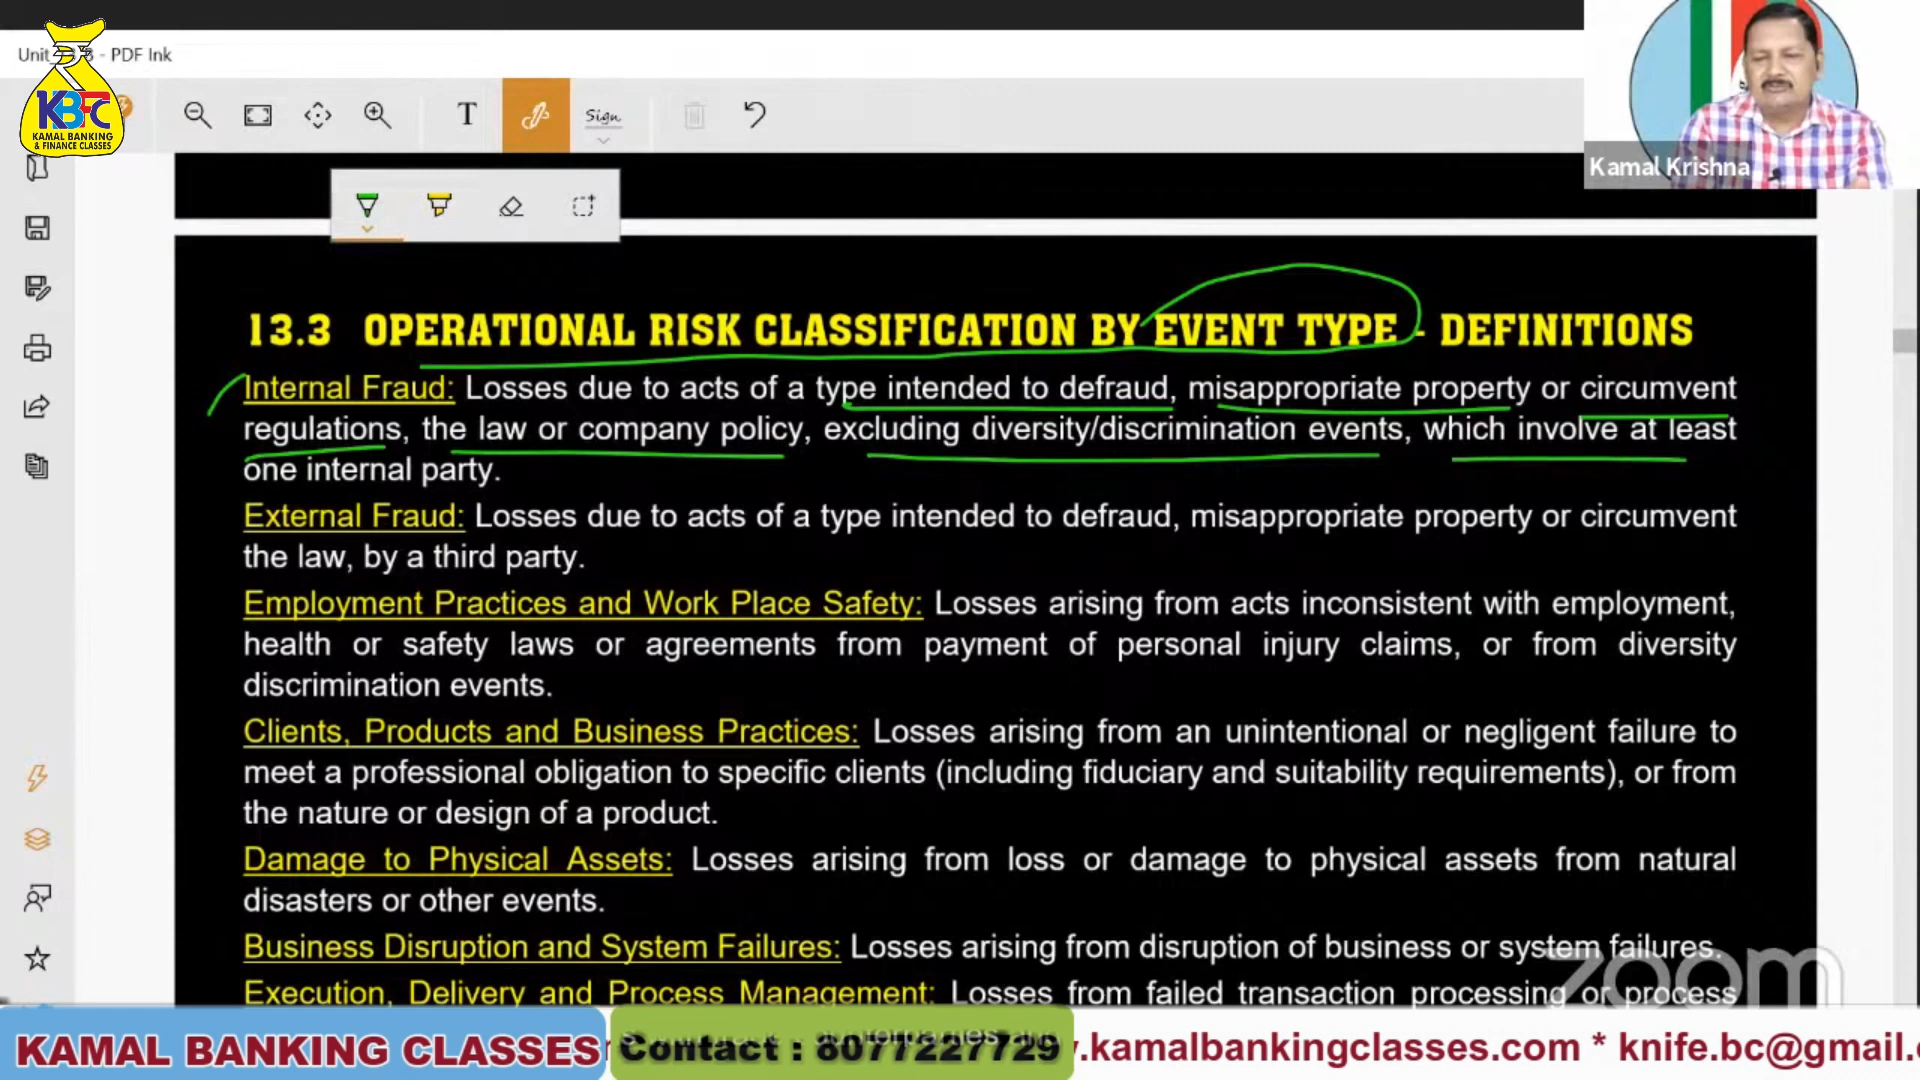 Unit
- PDF Ink
KBFC
KAMAL BANKING
& FINANCE CLASSES
T
Sign
Kamal Krishna
13.3 OPERATIONAL RISK CLASSIFICATION BY EVENT TYPE - DEFINITIONS
Internal Fraud: Losses due to acts of a type intended to defraud, misappropriate property or circumvent
regulations, the law or company policy, excluding diversity/discrimination events, which involve at least
one internal party.
External Fraud: Losses due to acts of a type intended to defraud, misappropriate property or circumvent
the law, by a third party.
Employment Practices and Work Place Safety: Losses arising from acts inconsistent with employment,
health or safety laws or agreements from payment of personal injury claims, or from diversity
discrimination events.
Clients, Products and Business Practices: Losses arising from an unintentional or negligent failure to
meet a professional obligation to specific clients (including fiduciary and suitability requirements), or from
the nature or design of a product.
Damage to Physical Assets: Losses arising from loss or damage to physical assets from natural
disasters or other events.
Business Disruption and System Failures: Losses arising from disruption of business or system failures.
zoom
Execution, Delivery and Process Management: Losses from failed transaction processing or process
KAMAL BANKING CLASSES
Contact : 8077227729
.kamalbankingclasses.com * knife.bc@gmail.